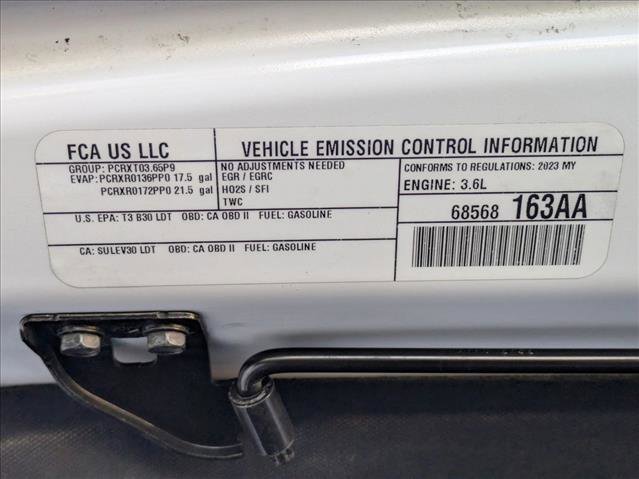 FCA US LLC
VEHICLE EMISSION CONTROL INFORMATION
GROUP: PCRXT03.65P9
EVAP: PCRXR0136PP0 17.5 gal
PCRXR0172PP0 21.5 gal
NO ADJUSTMENTS NEEDED
EGR / EGRC
HO2S / SFI
TWC
CONFORMS TO REGULATIONS: 2023 MY
ENGINE: 3.6L
U.S. EPA: T3 B30 LDT OBD: CA OBD II FUEL: GASOLINE
CA: SULEV30 LDT OBD: CA OBD II FUEL: GASOLINE
68568 163AA